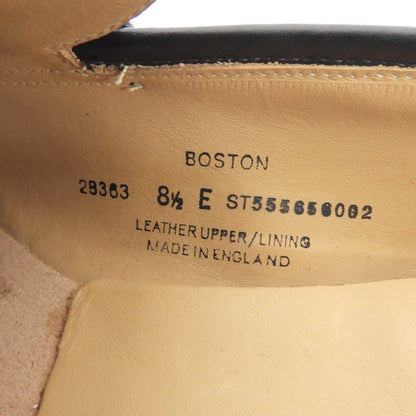 BOSTON
28363 8½ E ST555656002
LEATHER UPPER/LINING
MADE IN ENGLAND